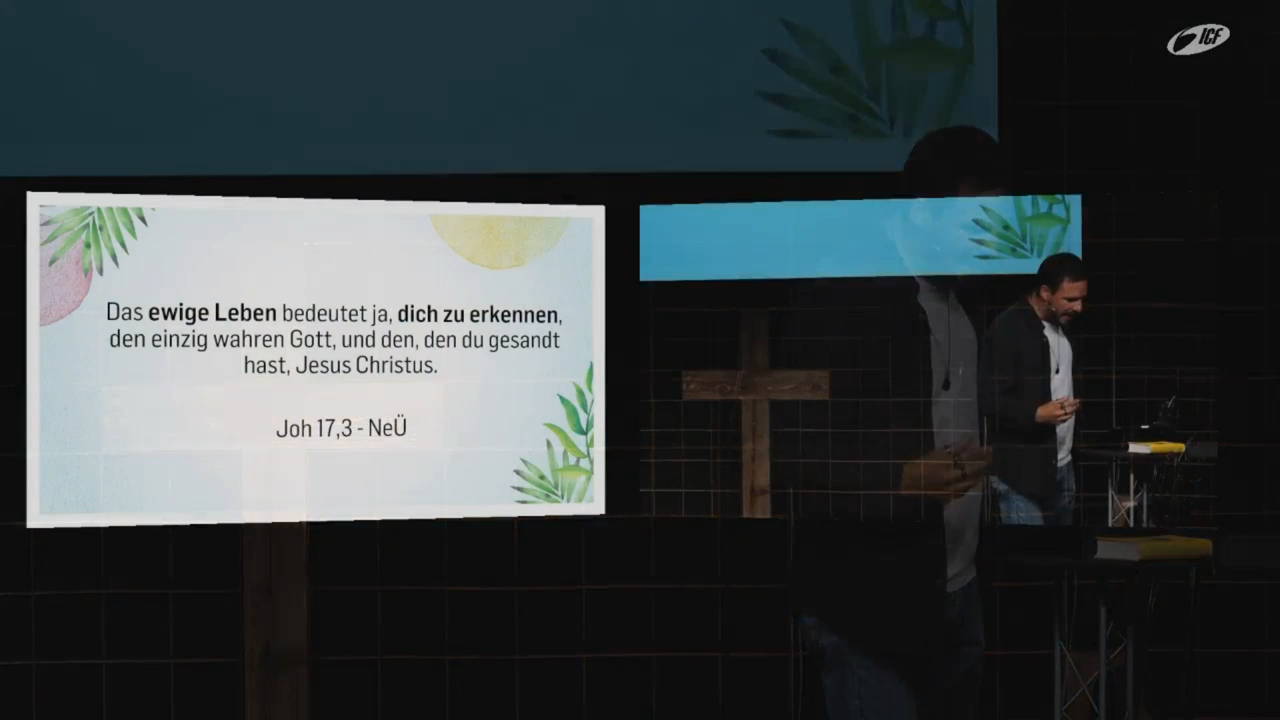 ICF
Das ewige Leben bedeutet ja, dich zu erkennen,
den einzig wahren Gott, und den, den du gesandt
hast, Jesus Christus.
Joh 17,3 - NeÜ